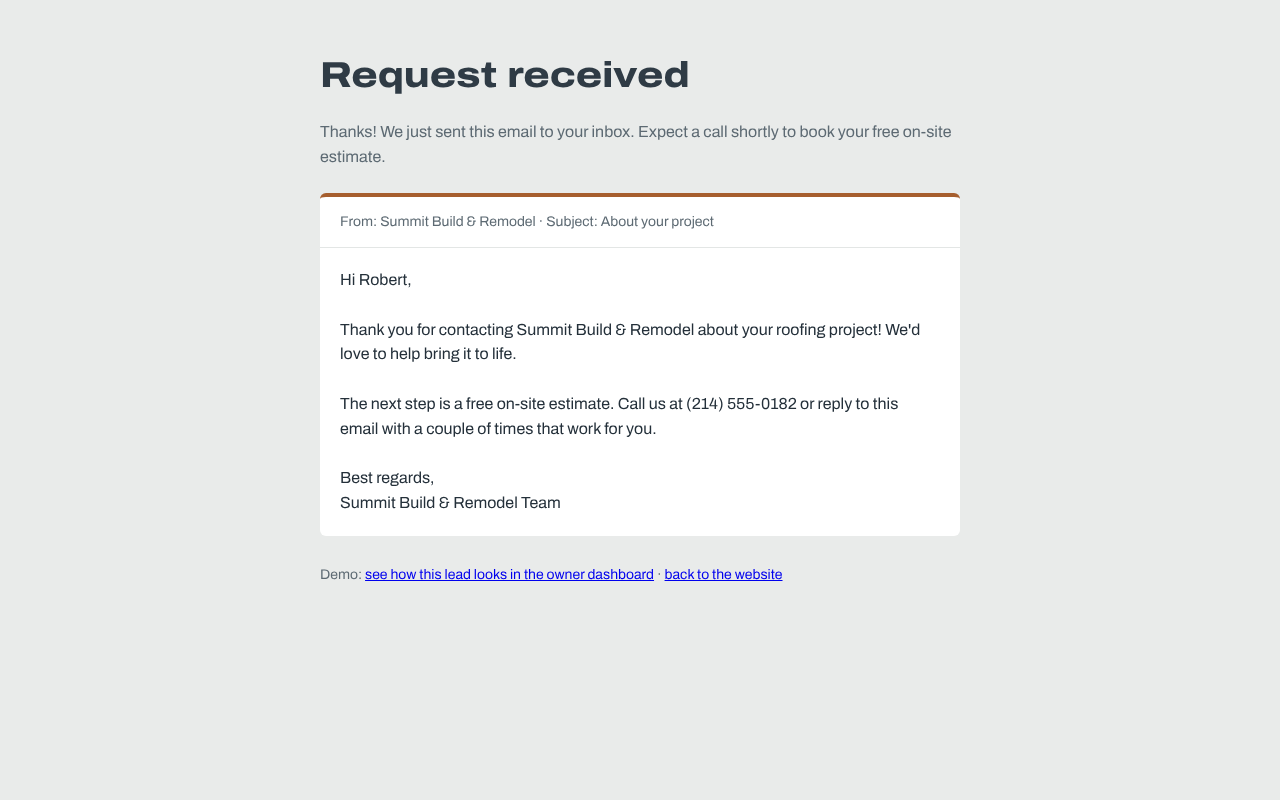 Request received
Thanks! We just sent this email to your inbox. Expect a call shortly to book your free on-site
estimate.
From: Summit Build & Remodel · Subject: About your project
Hi Robert,
Thank you for contacting Summit Build & Remodel about your roofing project! We'd
love to help bring it to life.
The next step is a free on-site estimate. Call us at (214) 555-0182 or reply to this
email with a couple of times that work for you.
Best regards,
Summit Build & Remodel Team
Demo: see how this lead looks in the owner dashboard · back to the website